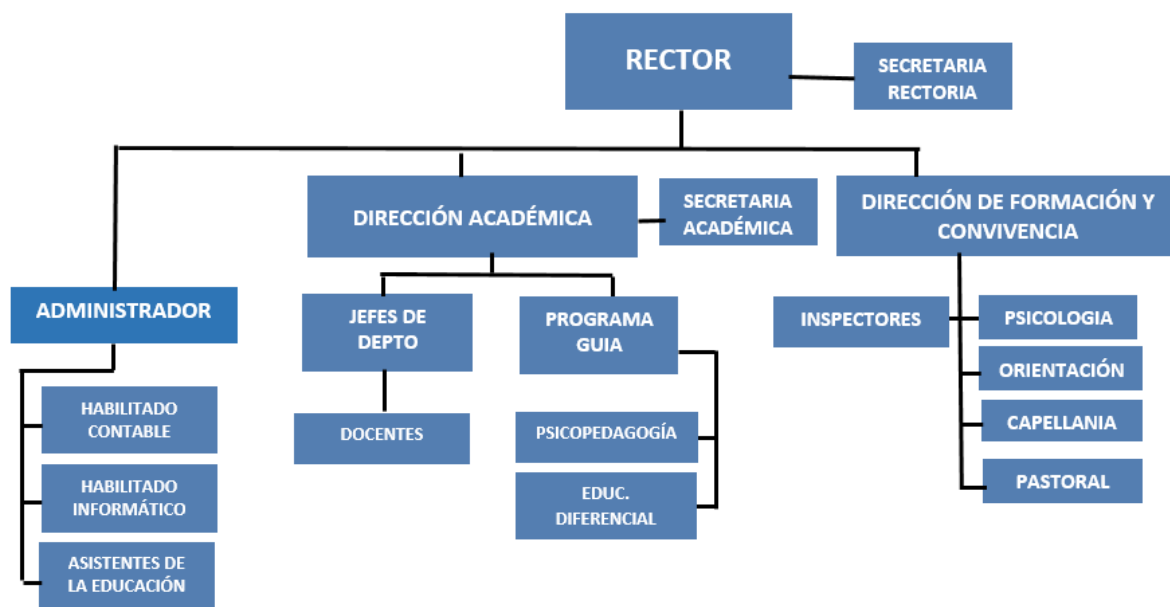 RECTOR
SECRETARIA
RECTORIA
DIRECCIÓN ACADÉMICA
SECRETARIA
ACADÉMICA
DIRECCIÓN DE FORMACIÓN Y
CONVIVENCIA
ADMINISTRADOR
JEFES DE
DEPTO
PROGRAMA
GUIA
INSPECTORES
PSICOLOGIA
ORIENTACIÓN
HABILITADO
CONTABLE
DOCENTES
PSICOPEDAGOGÍA
CAPELLANIA
HABILITADO
INFORMÁTICO
EDUC.
DIFERENCIAL
PASTORAL
ASISTENTES DE
LA EDUCACIÓN